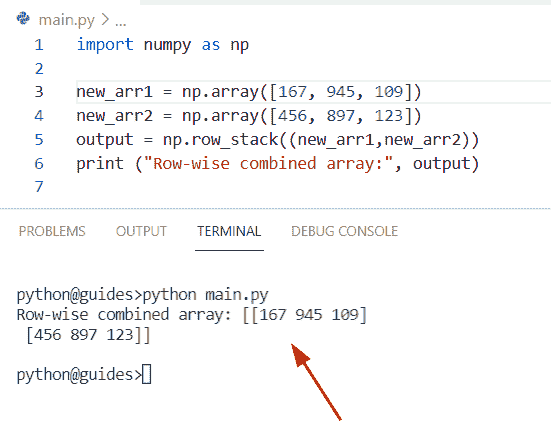 main.py > ...
1 import numpy as np
2
3 new_arr1 = np.array([167, 945, 109])
4 new_arr2 = np.array([456, 897, 123])
5 output = np.row_stack((new_arr1,new_arr2))
6 print ("Row-wise combined array:", output)
7
PROBLEMS OUTPUT TERMINAL DEBUG CONSOLE
python@guides>python main.py
Row-wise combined array: [[167 945 109]
 [456 897 123]]
python@guides>